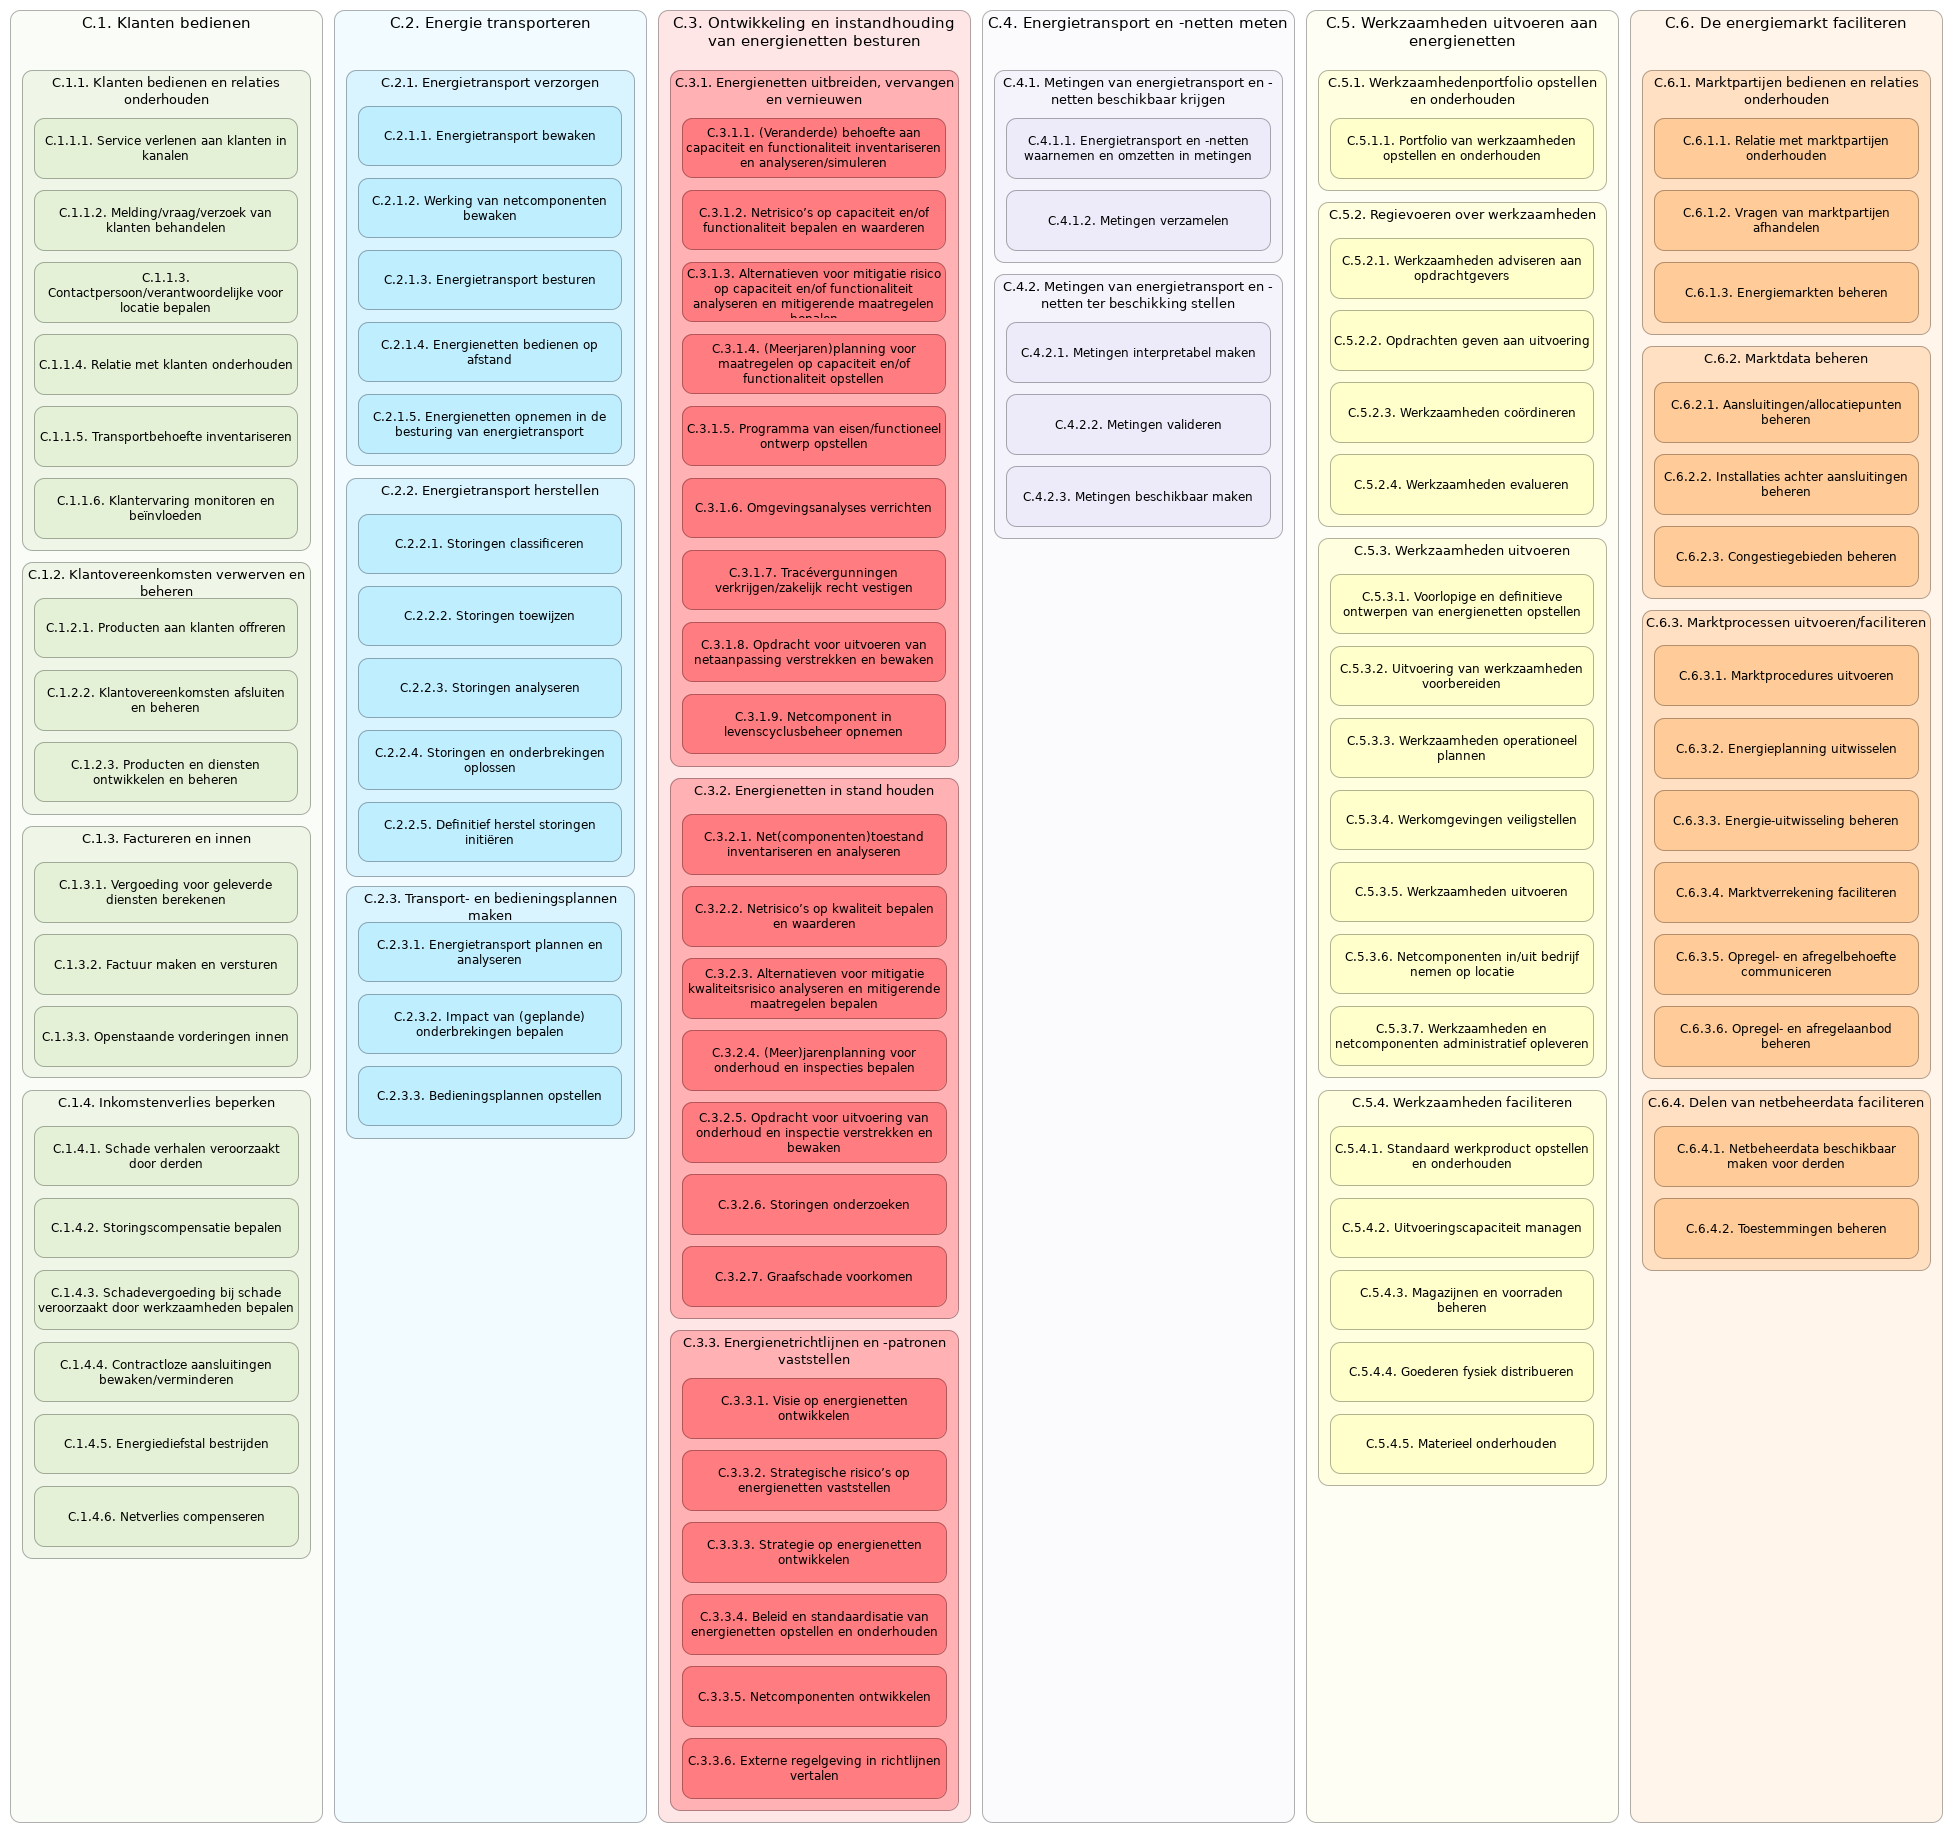 C.1. Klanten bedienen
C.1.1. Klanten bedienen en relaties
onderhouden
C.1.1.1. Service verlenen aan klanten in
kanalen
C.1.1.2. Melding/vraag/verzoek van
klanten behandelen
C.1.1.3.
Contactpersoon/verantwoordelijke voor
locatie bepalen
C.1.1.4. Relatie met klanten onderhouden
C.1.1.5. Transportbehoefte inventariseren
C.1.1.6. Klantervaring monitoren en
beïnvloeden
C.1.2. Klantovereenkomsten verwerven en
beheren
C.1.2.1. Producten aan klanten offreren
C.1.2.2. Klantovereenkomsten afsluiten
en beheren
C.1.2.3. Producten en diensten
ontwikkelen en beheren
C.1.3. Factureren en innen
C.1.3.1. Vergoeding voor geleverde
diensten berekenen
C.1.3.2. Factuur maken en versturen
C.1.3.3. Openstaande vorderingen innen
C.1.4. Inkomstenverlies beperken
C.1.4.1. Schade verhalen veroorzaakt
door derden
C.1.4.2. Storingscompensatie bepalen
C.1.4.3. Schadevergoeding bij schade
veroorzaakt door werkzaamheden bepalen
C.1.4.4. Contractloze aansluitingen
bewaken/verminderen
C.1.4.5. Energiediefstal bestrijden
C.1.4.6. Netverlies compenseren
C.2. Energie transporteren
C.2.1. Energietransport verzorgen
C.2.1.1. Energietransport bewaken
C.2.1.2. Werking van netcomponenten
bewaken
C.2.1.3. Energietransport besturen
C.2.1.4. Energienetten bedienen op
afstand
C.2.1.5. Energienetten opnemen in de
besturing van energietransport
C.2.2. Energietransport herstellen
C.2.2.1. Storingen classificeren
C.2.2.2. Storingen toewijzen
C.2.2.3. Storingen analyseren
C.2.2.4. Storingen en onderbrekingen
oplossen
C.2.2.5. Definitief herstel storingen
initiëren
C.2.3. Transport- en bedieningsplannen
maken
C.2.3.1. Energietransport plannen en
analyseren
C.2.3.2. Impact van (geplande)
onderbrekingen bepalen
C.2.3.3. Bedieningsplannen opstellen
C.3. Ontwikkeling en instandhouding
van energienetten besturen
C.3.1. Energienetten uitbreiden, vervangen
en vernieuwen
C.3.1.1. (Veranderde) behoefte aan
capaciteit en functionaliteit inventariseren
en analyseren/simuleren
C.3.1.2. Netrisico’s op capaciteit en/of
functionaliteit bepalen en waarderen
C.3.1.3. Alternatieven voor mitigatie risico
op capaciteit en/of functionaliteit
analyseren en mitigerende maatregelen
bepalen
C.3.1.4. (Meerjaren)planning voor
maatregelen op capaciteit en/of
functionaliteit opstellen
C.3.1.5. Programma van eisen/functioneel
ontwerp opstellen
C.3.1.6. Omgevingsanalyses verrichten
C.3.1.7. Tracévergunningen
verkrijgen/zakelijk recht vestigen
C.3.1.8. Opdracht voor uitvoeren van
netaanpassing verstrekken en bewaken
C.3.1.9. Netcomponent in
levenscyclusbeheer opnemen
C.3.2. Energienetten in stand houden
C.3.2.1. Net(componenten)toestand
inventariseren en analyseren
C.3.2.2. Netrisico’s op kwaliteit bepalen
en waarderen
C.3.2.3. Alternatieven voor mitigatie
kwaliteitsrisico analyseren en mitigerende
maatregelen bepalen
C.3.2.4. (Meer)jarenplanning voor
onderhoud en inspecties bepalen
C.3.2.5. Opdracht voor uitvoering van
onderhoud en inspectie verstrekken en
bewaken
C.3.2.6. Storingen onderzoeken
C.3.2.7. Graafschade voorkomen
C.3.3. Energienetrichtlijnen en -patronen
vaststellen
C.3.3.1. Visie op energienetten
ontwikkelen
C.3.3.2. Strategische risico’s op
energienetten vaststellen
C.3.3.3. Strategie op energienetten
ontwikkelen
C.3.3.4. Beleid en standaardisatie van
energienetten opstellen en onderhouden
C.3.3.5. Netcomponenten ontwikkelen
C.3.3.6. Externe regelgeving in richtlijnen
vertalen
C.4. Energietransport en -netten meten
C.4.1. Metingen van energietransport en -
netten beschikbaar krijgen
C.4.1.1. Energietransport en -netten
waarnemen en omzetten in metingen
C.4.1.2. Metingen verzamelen
C.4.2. Metingen van energietransport en -
netten ter beschikking stellen
C.4.2.1. Metingen interpretabel maken
C.4.2.2. Metingen valideren
C.4.2.3. Metingen beschikbaar maken
C.5. Werkzaamheden uitvoeren aan
energienetten
C.5.1. Werkzaamhedenportfolio opstellen
en onderhouden
C.5.1.1. Portfolio van werkzaamheden
opstellen en onderhouden
C.5.2. Regievoeren over werkzaamheden
C.5.2.1. Werkzaamheden adviseren aan
opdrachtgevers
C.5.2.2. Opdrachten geven aan uitvoering
C.5.2.3. Werkzaamheden coördineren
C.5.2.4. Werkzaamheden evalueren
C.5.3. Werkzaamheden uitvoeren
C.5.3.1. Voorlopige en definitieve
ontwerpen van energienetten opstellen
C.5.3.2. Uitvoering van werkzaamheden
voorbereiden
C.5.3.3. Werkzaamheden operationeel
plannen
C.5.3.4. Werkomgevingen veiligstellen
C.5.3.5. Werkzaamheden uitvoeren
C.5.3.6. Netcomponenten in/uit bedrijf
nemen op locatie
C.5.3.7. Werkzaamheden en
netcomponenten administratief opleveren
C.5.4. Werkzaamheden faciliteren
C.5.4.1. Standaard werkproduct opstellen
en onderhouden
C.5.4.2. Uitvoeringscapaciteit managen
C.5.4.3. Magazijnen en voorraden
beheren
C.5.4.4. Goederen fysiek distribueren
C.5.4.5. Materieel onderhouden
C.6. De energiemarkt faciliteren
C.6.1. Marktpartijen bedienen en relaties
onderhouden
C.6.1.1. Relatie met marktpartijen
onderhouden
C.6.1.2. Vragen van marktpartijen
afhandelen
C.6.1.3. Energiemarkten beheren
C.6.2. Marktdata beheren
C.6.2.1. Aansluitingen/allocatiepunten
beheren
C.6.2.2. Installaties achter aansluitingen
beheren
C.6.2.3. Congestiegebieden beheren
C.6.3. Marktprocessen uitvoeren/faciliteren
C.6.3.1. Marktprocedures uitvoeren
C.6.3.2. Energieplanning uitwisselen
C.6.3.3. Energie-uitwisseling beheren
C.6.3.4. Marktverrekening faciliteren
C.6.3.5. Opregel- en afregelbehoefte
communiceren
C.6.3.6. Opregel- en afregelaanbod
beheren
C.6.4. Delen van netbeheerdata faciliteren
C.6.4.1. Netbeheerdata beschikbaar
maken voor derden
C.6.4.2. Toestemmingen beheren